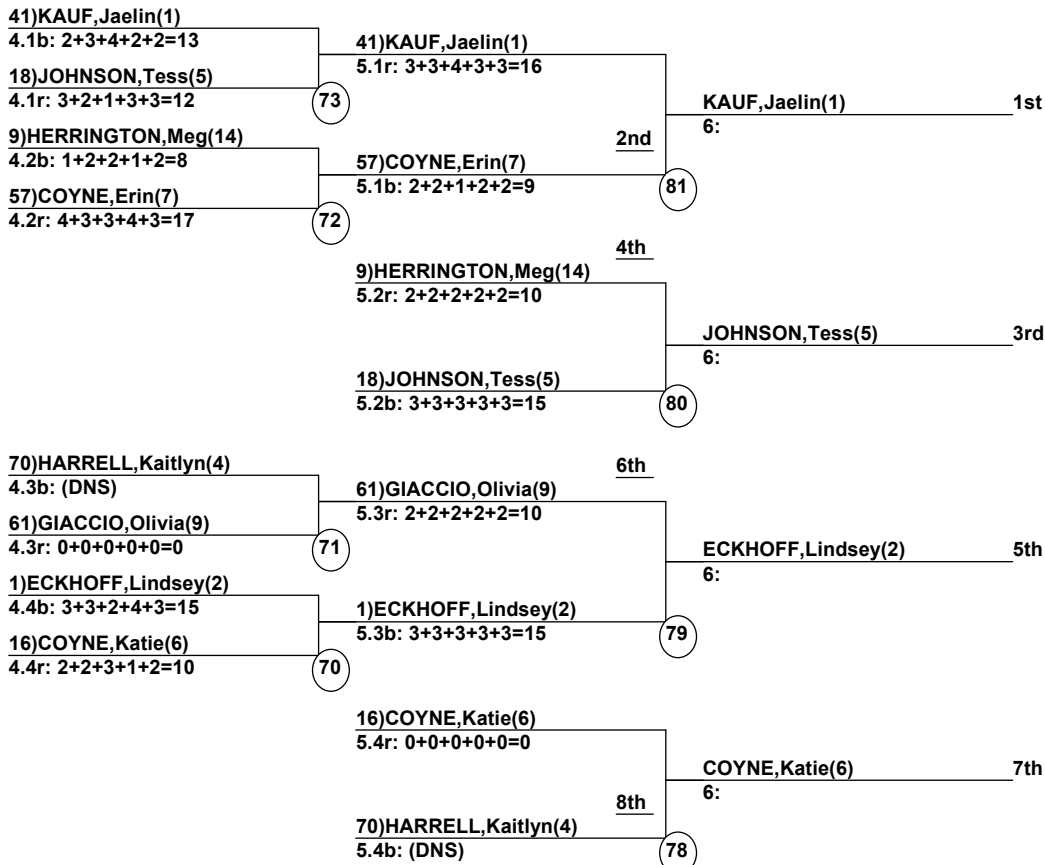 41)KAUF,Jaelin(1)
4.1b: 2+3+4+2+2=13
18)JOHNSON,Tess(5)
4.1r: 3+2+1+3+3=12
73
9)HERRINGTON,Meg(14)
4.2b: 1+2+2+1+2=8
57)COYNE,Erin(7)
4.2r: 4+3+3+4+3=17
72
41)KAUF,Jaelin(1)
5.1r: 3+3+4+3+3=16
57)COYNE,Erin(7)
5.1b: 2+2+1+2+2=9
2nd
81
KAUF,Jaelin(1) 1st
6:
4th
9)HERRINGTON,Meg(14)
5.2r: 2+2+2+2+2=10
18)JOHNSON,Tess(5)
5.2b: 3+3+3+3+3=15
80
JOHNSON,Tess(5) 3rd
6:
70)HARRELL,Kaitlyn(4)
4.3b: (DNS)
61)GIACCIO,Olivia(9)
4.3r: 0+0+0+0+0=0
71
1)ECKHOFF,Lindsey(2)
4.4b: 3+3+2+4+3=15
16)COYNE,Katie(6)
4.4r: 2+2+3+1+2=10
70
6th
61)GIACCIO,Olivia(9)
5.3r: 2+2+2+2+2=10
1)ECKHOFF,Lindsey(2)
5.3b: 3+3+3+3+3=15
79
ECKHOFF,Lindsey(2) 5th
6:
16)COYNE,Katie(6)
5.4r: 0+0+0+0+0=0
8th
70)HARRELL,Kaitlyn(4)
5.4b: (DNS)
78
COYNE,Katie(6) 7th
6: